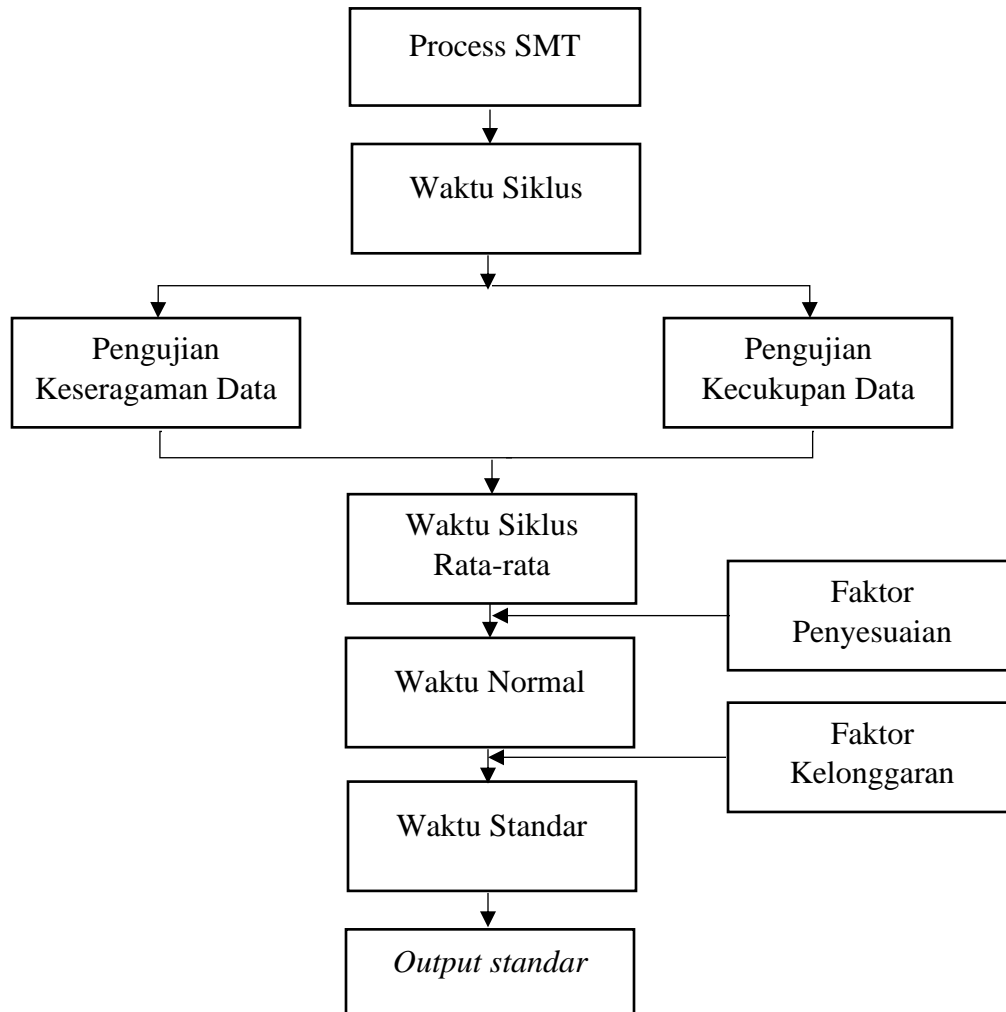 Process SMT
Waktu Siklus
Pengujian
Keseragaman Data
Pengujian
Kecukupan Data
Waktu Siklus
Rata-rata
Faktor
Penyesuaian
Waktu Normal
Faktor
Kelonggaran
Waktu Standar
Output standar